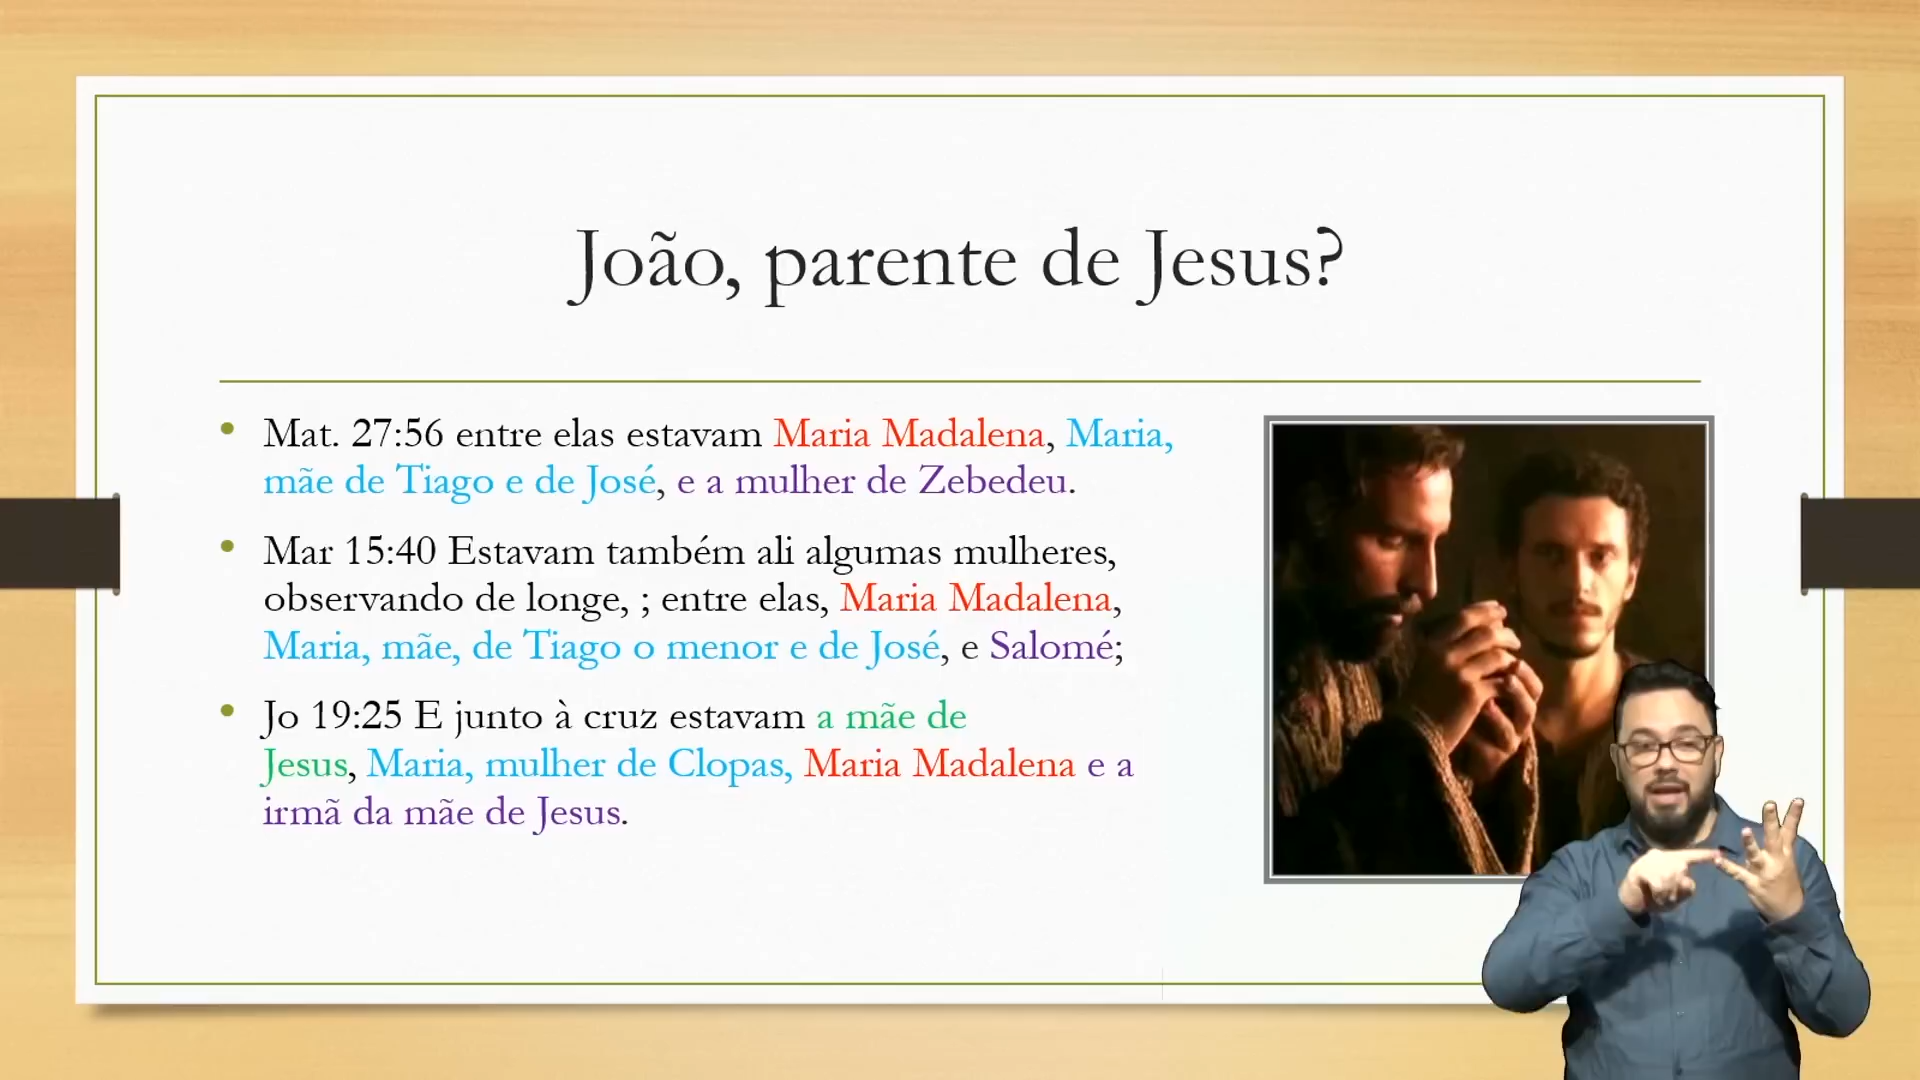 João, parente de Jesus?
• Mat. 27:56 entre elas estavam Maria Madalena, Maria,
mãe de Tiago e de José, e a mulher de Zebedeu.
• Mar 15:40 Estavam também ali algumas mulheres,
observando de longe, ; entre elas, Maria Madalena,
Maria, mãe, de Tiago o menor e de José, e Salomé;
• Jo 19:25 E junto à cruz estavam a mãe de
Jesus, Maria, mulher de Clopas, Maria Madalena e a
irmã da mãe de Jesus.